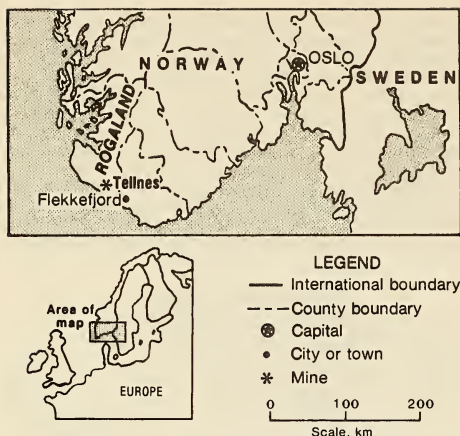 NORWAY
OSLO
SWEDEN
ROGALAND
Tellnes
Flekkefjord
Area of
map
EUROPE
LEGEND
International boundary
County boundary
Capital
City or town
Mine
0 100 200
Scale, km